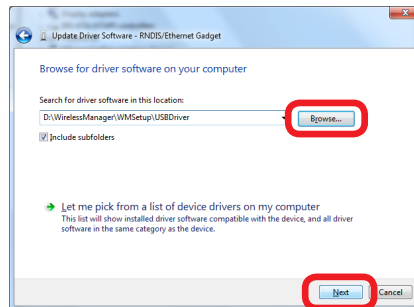 Display adapters
Update Driver Software - RNDIS/Ethernet Gadget
Browse for driver software on your computer
Search for driver software in this location:
D:\WirelessManager\WMSetup\USBDriver
Browse...
Include subfolders
Let me pick from a list of device drivers on my computer
This list will show installed driver software compatible with the device, and all driver
software in the same category as the device.
Next
Cancel